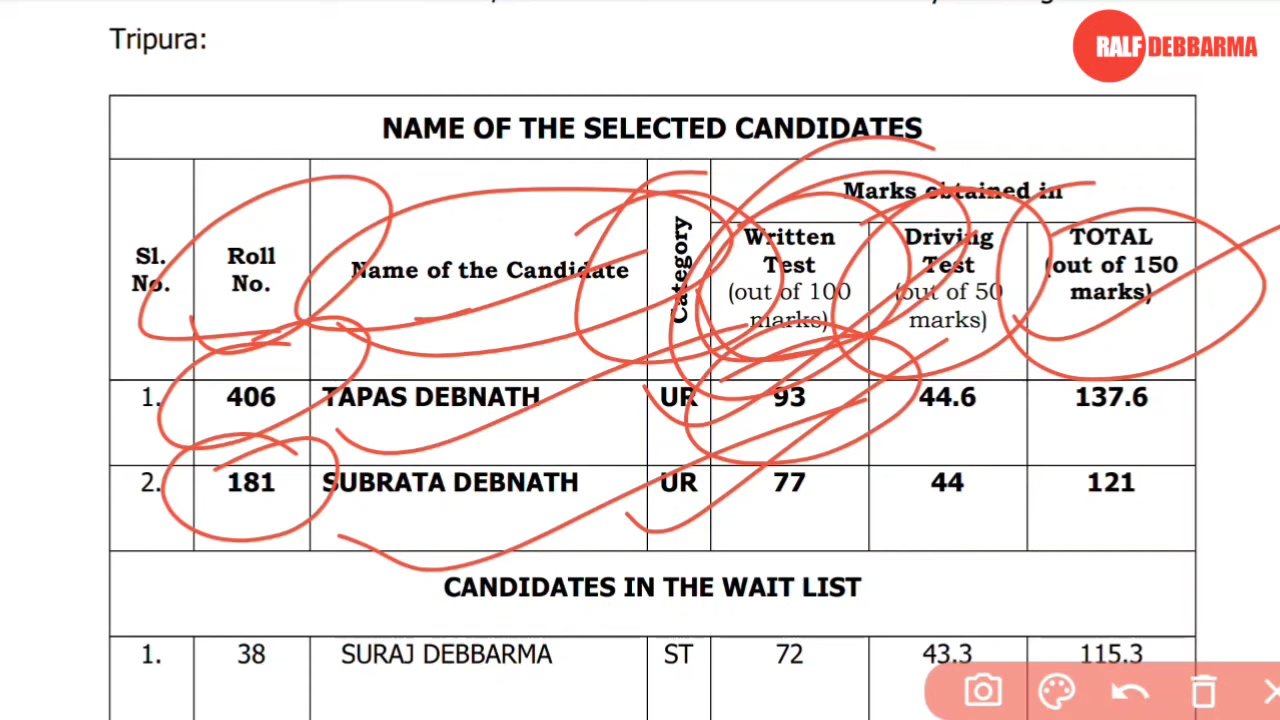 Tripura:
RALF DEBBARMA
NAME OF THE SELECTED CANDIDATES
Sl. No.
Roll No.
Name of the Candidate
Category
Marks obtained in
Written Test (out of 100 marks)
Driving Test (out of 50 marks)
TOTAL (out of 150 marks)
1. 406 TAPAS DEBNATH UR 93 44.6 137.6
2. 181 SUBRATA DEBNATH UR 77 44 121
CANDIDATES IN THE WAIT LIST
1. 38 SURAJ DEBBARMA ST 72 43.3 115.3